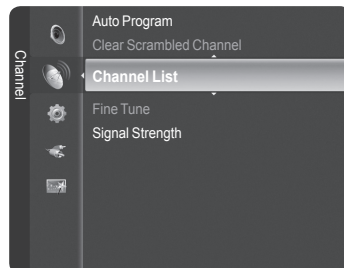 Channel
Auto Program
Clear Scrambled Channel
Channel List
Fine Tune
Signal Strength